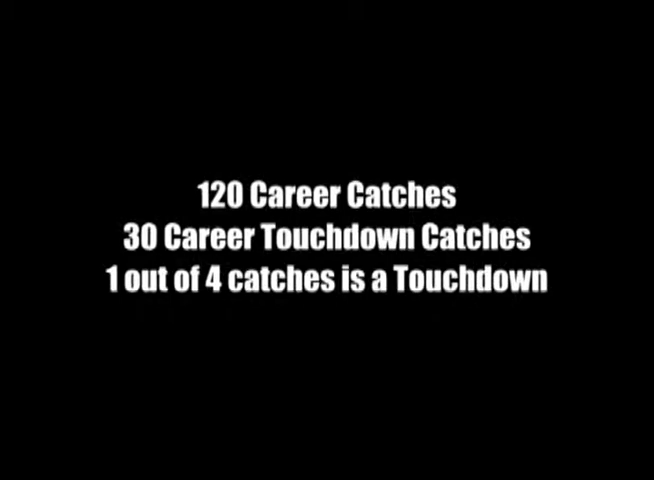 120 Career Catches
30 Career Touchdown Catches
1 out of 4 catches is a Touchdown